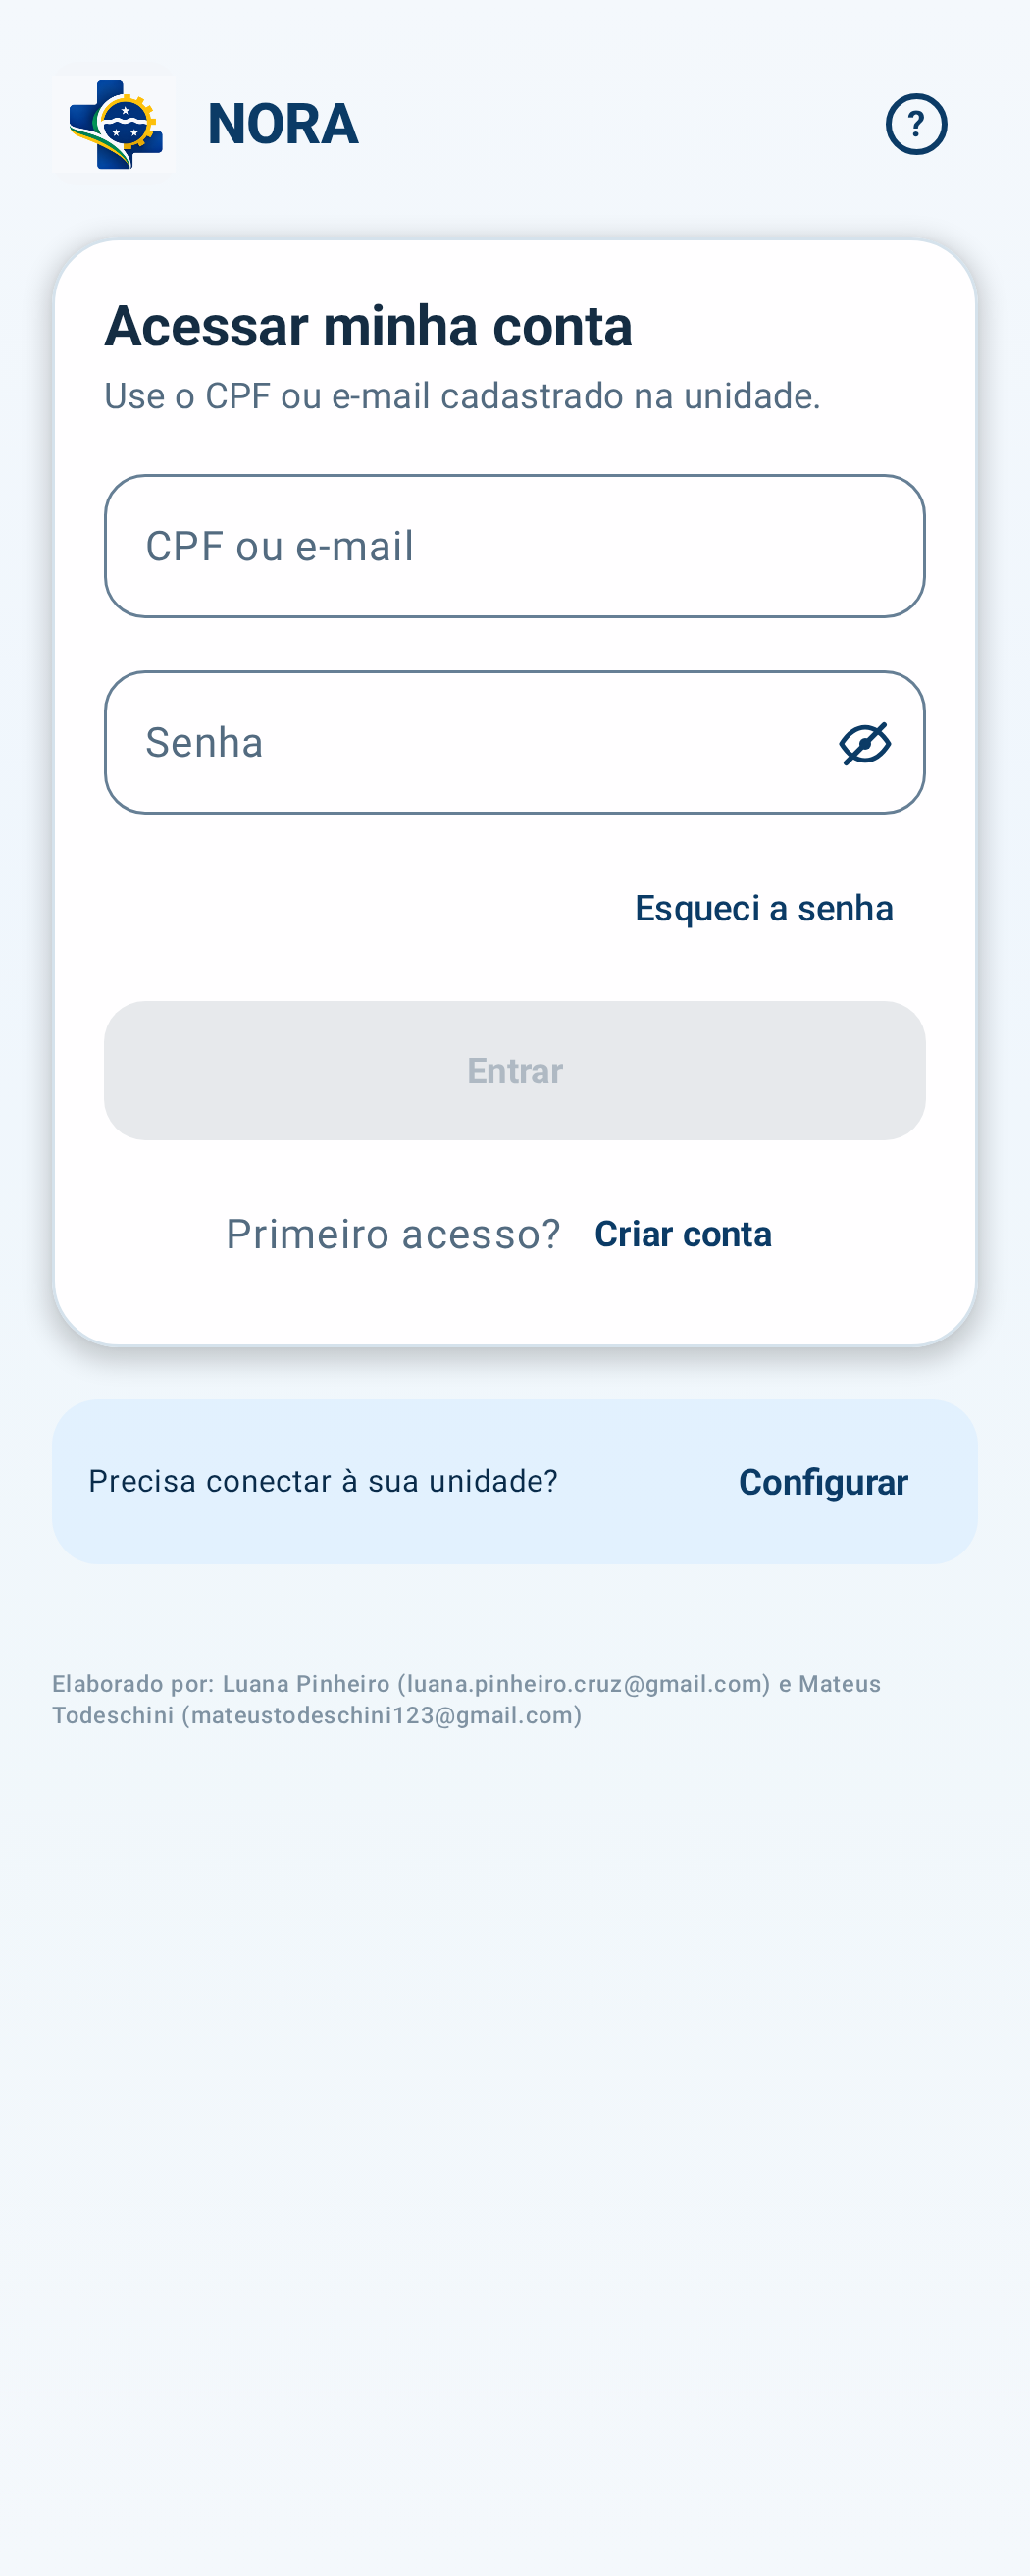 NORA
?
Acessar minha conta
Use o CPF ou e-mail cadastrado na unidade.
CPF ou e-mail
Senha
Esqueci a senha
Entrar
Primeiro acesso? Criar conta
Precisa conectar à sua unidade? Configurar
Elaborado por: Luana Pinheiro (luana.pinheiro.cruz@gmail.com) e Mateus
Todeschini (mateustodeschini123@gmail.com)